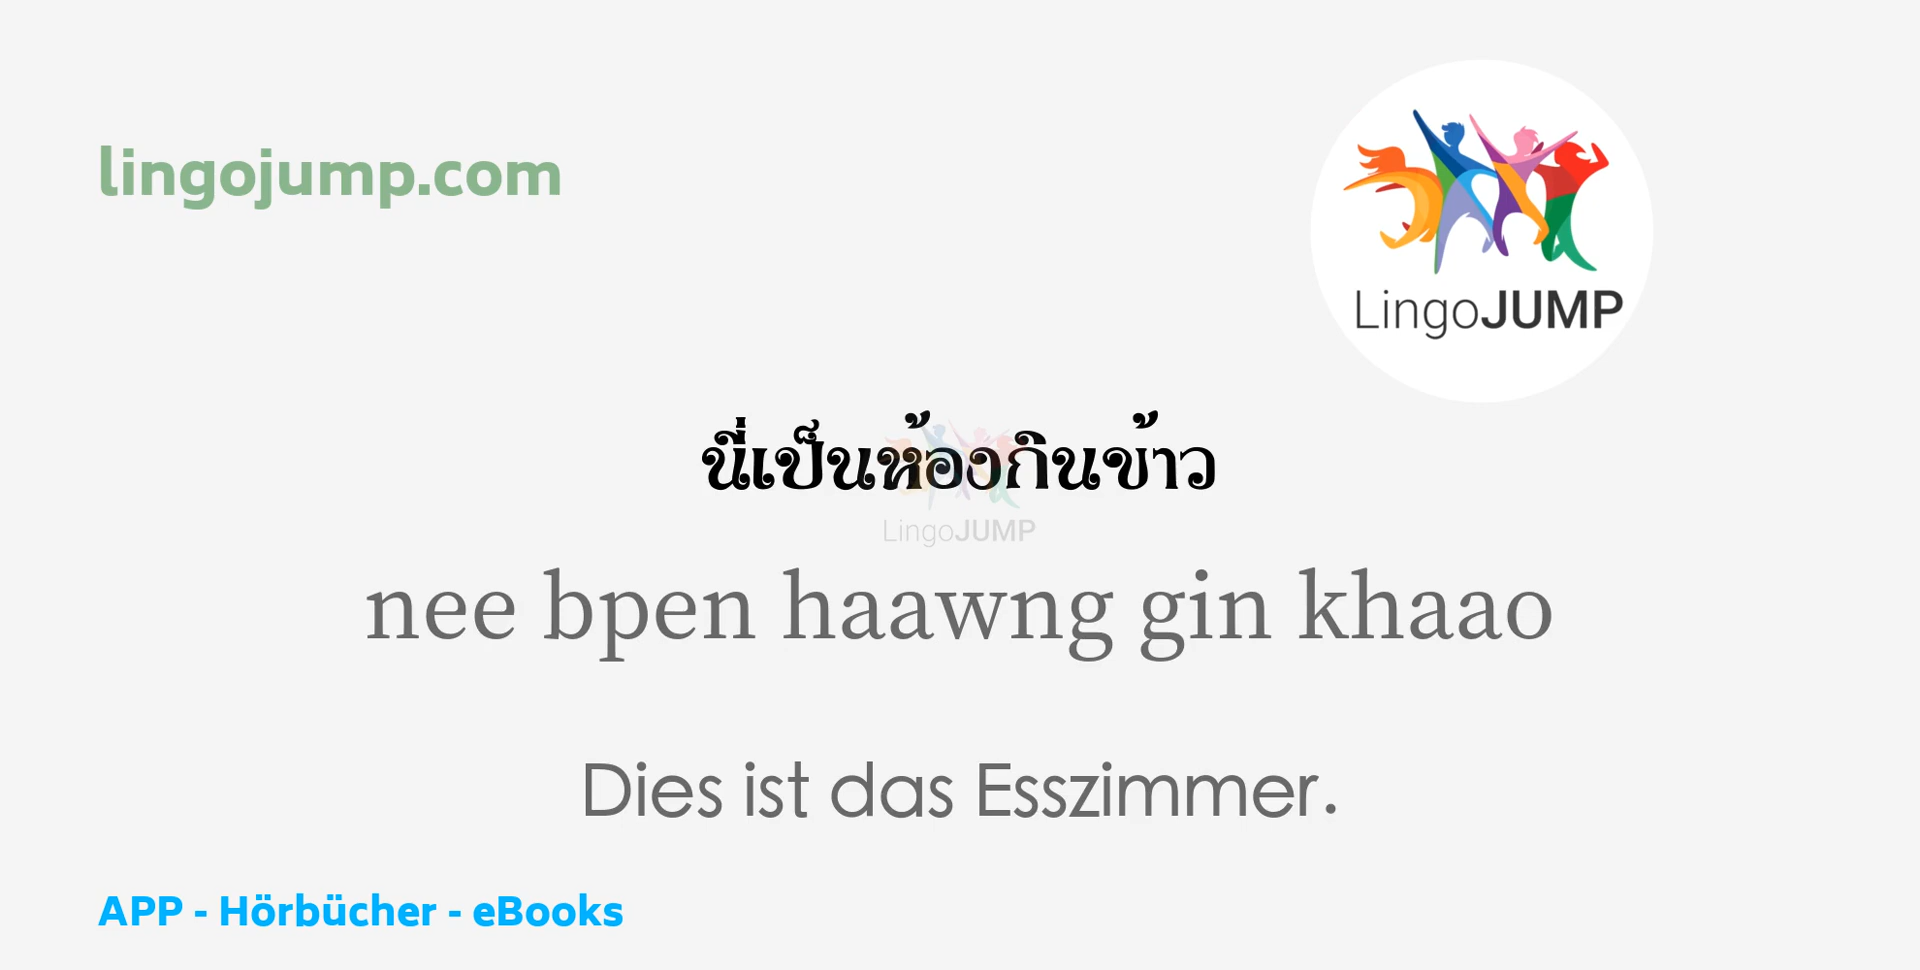 lingojump.com
LingoJUMP
นี่เป็นห้องกินข้าว
LingoJUMP
nee bpen haawng gin khaao
Dies ist das Esszimmer.
APP - Hörbücher - eBooks